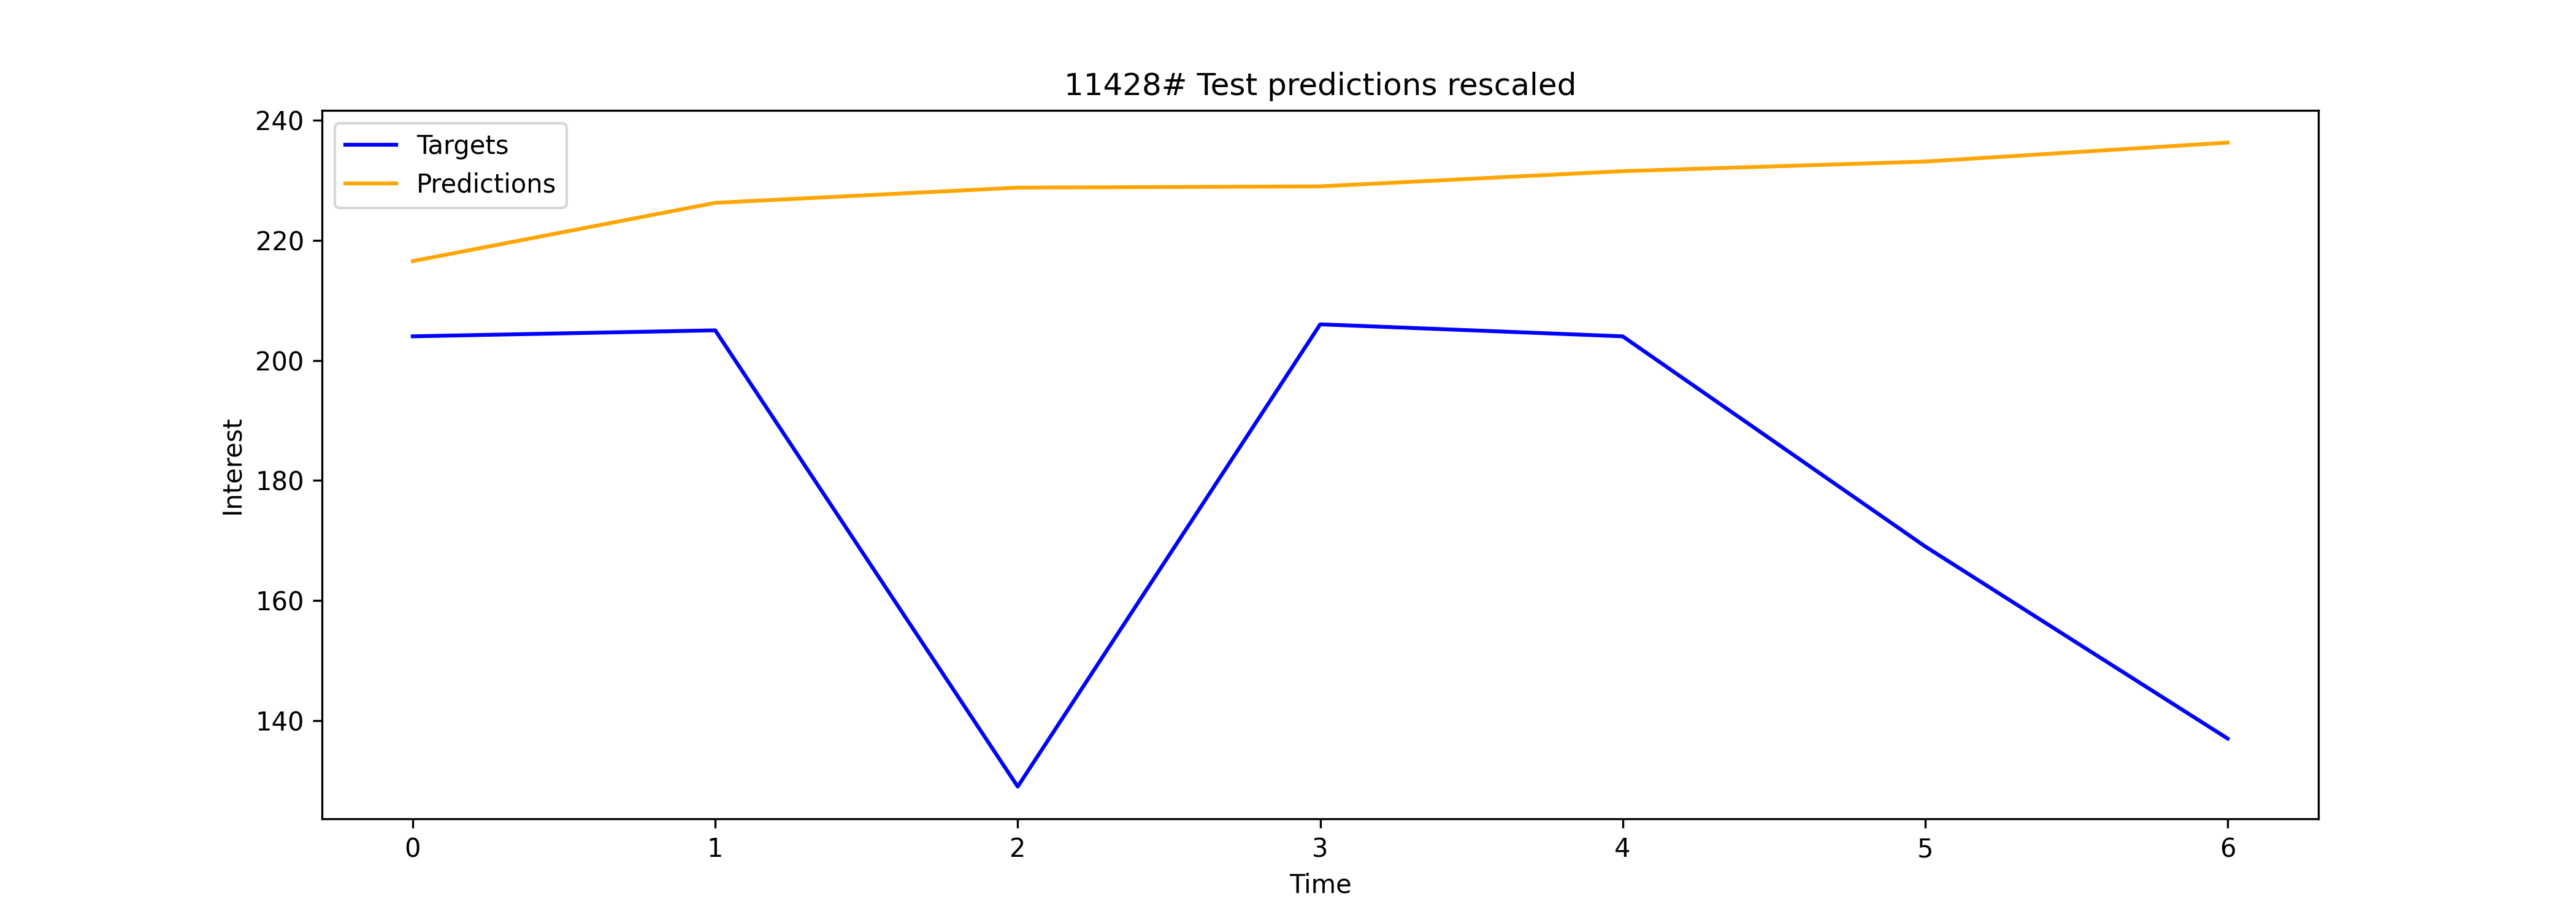 11428# Test predictions rescaled
Targets
Predictions
240
220
200
180
160
140
Interest
0 1 2 3 4 5 6
Time